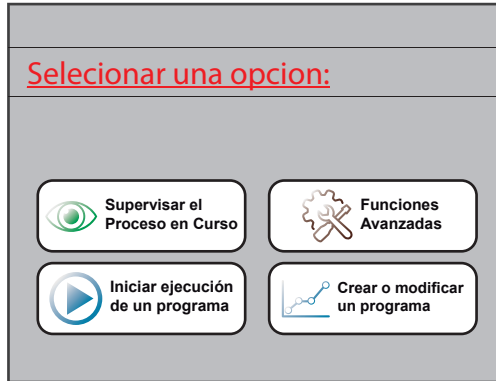 Selecionar una opcion:
Supervisar el
Proceso en Curso
Funciones
Avanzadas
Iniciar ejecución
de un programa
Crear o modificar
un programa